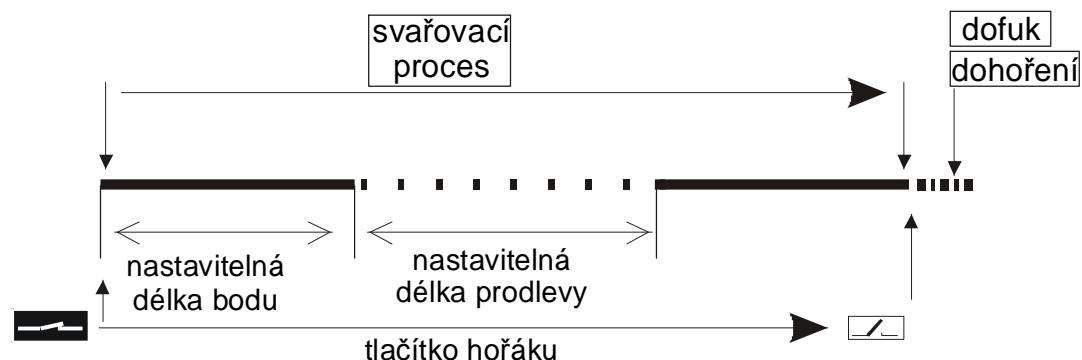 svařovací
proces
dofuk
dohoření
nastavitelná
délka bodu
nastavitelná
délka prodlevy
tlačítko hořáku